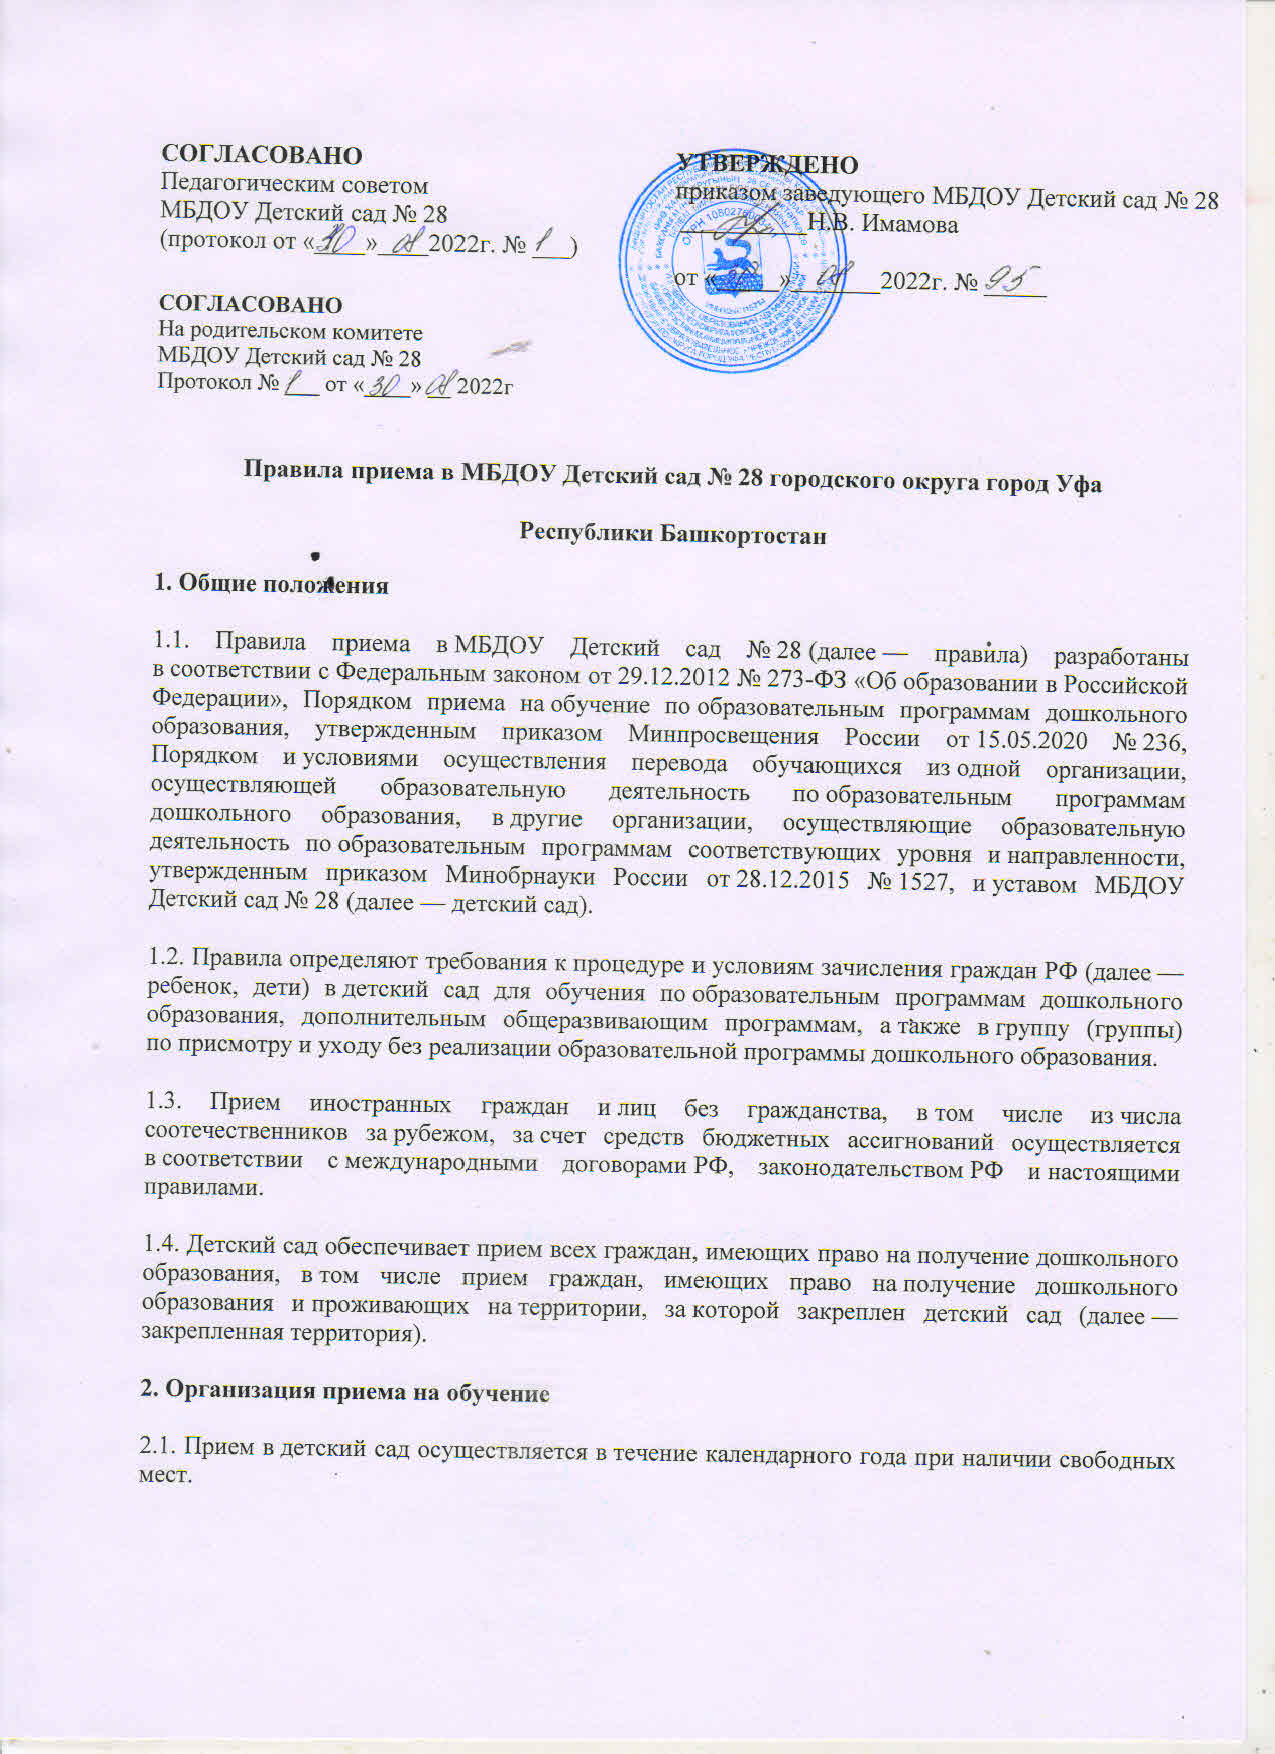 СОГЛАСОВАНО
Педагогическим советом
МБДОУ Детский сад № 28
(протокол от «30» 08 2022г. № 1)
СОГЛАСОВАНО
На родительском комитете
МБДОУ Детский сад № 28
Протокол № 1 от «30» 08 2022г
УТВЕРЖДЕНО
приказом заведующего МБДОУ Детский сад № 28
Н.В. Имамова
от « » 08 2022г. № 95
Правила приема в МБДОУ Детский сад № 28 городского округа город Уфа
Республики Башкортостан
1. Общие положения
1.1. Правила приема в МБДОУ Детский сад № 28 (далее — правила) разработаны
в соответствии с Федеральным законом от 29.12.2012 № 273-ФЗ «Об образовании в Российской
Федерации», Порядком приема на обучение по образовательным программам дошкольного
образования, утвержденным приказом Минпросвещения России от 15.05.2020 № 236,
Порядком и условиями осуществления перевода обучающихся из одной организации,
осуществляющей образовательную деятельность по образовательным программам
дошкольного образования, в другие организации, осуществляющие образовательную
деятельность по образовательным программам соответствующих уровня и направленности,
утвержденным приказом Минобрнауки России от 28.12.2015 № 1527, и уставом МБДОУ
Детский сад № 28 (далее — детский сад).
1.2. Правила определяют требования к процедуре и условиям зачисления граждан РФ (далее —
ребенок, дети) в детский сад для обучения по образовательным программам дошкольного
образования, дополнительным общеразвивающим программам, а также в группу (группы)
по присмотру и уходу без реализации образовательной программы дошкольного образования.
1.3. Прием иностранных граждан и лиц без гражданства, в том числе из числа
соотечественников за рубежом, за счет средств бюджетных ассигнований осуществляется
в соответствии с международными договорами РФ, законодательством РФ и настоящими
правилами.
1.4. Детский сад обеспечивает прием всех граждан, имеющих право на получение дошкольного
образования, в том числе прием граждан, имеющих право на получение дошкольного
образования и проживающих на территории, за которой закреплен детский сад (далее —
закрепленная территория).
2. Организация приема на обучение
2.1. Прием в детский сад осуществляется в течение календарного года при наличии свободных
мест.